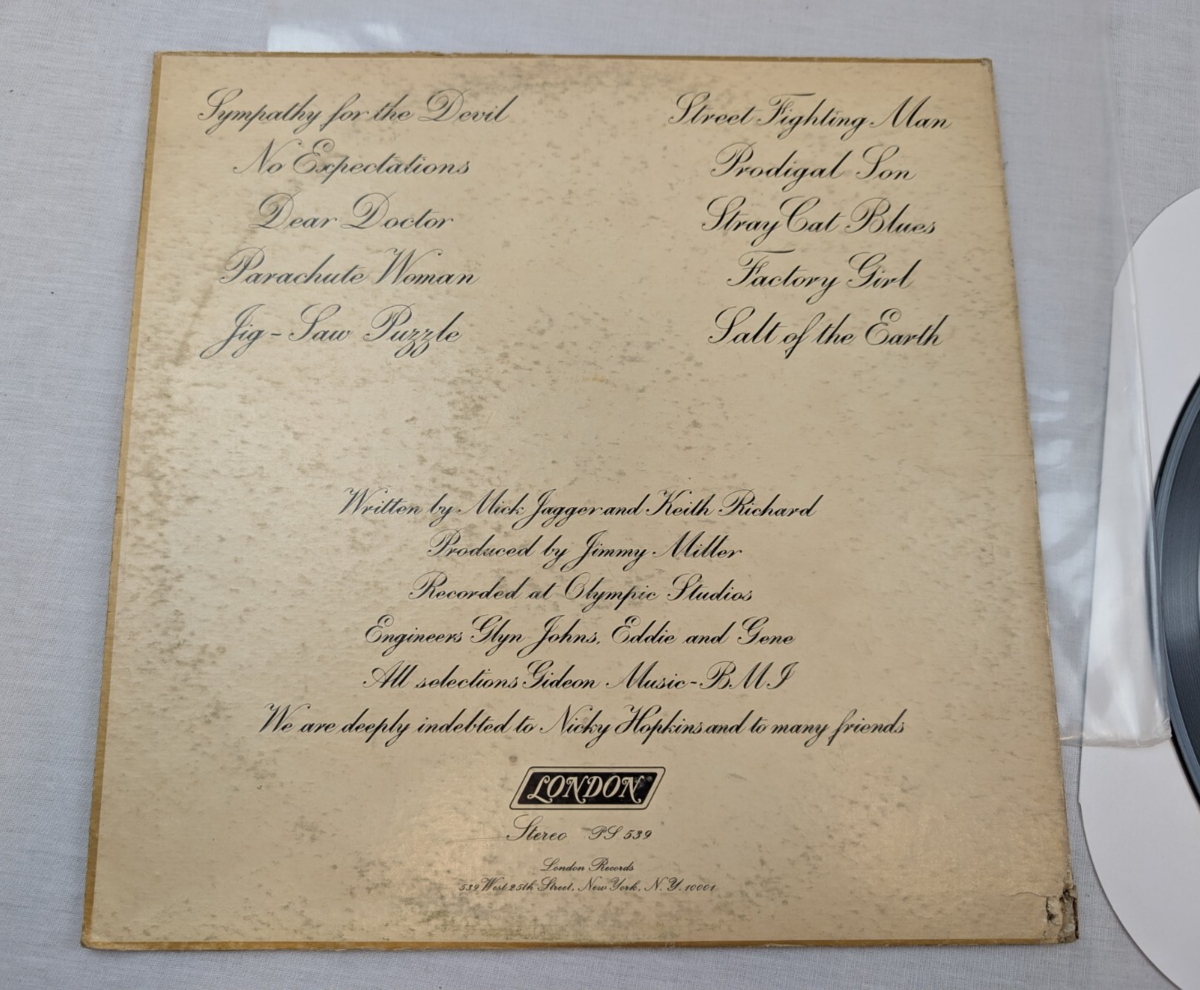 Sympathy for the Devil
No Expectations
Dear Doctor
Parachute Woman
Jig-Saw Puzzle
Street Fighting Man
Prodigal Son
Stray Cat Blues
Factory Girl
Salt of the Earth
Written by Mick Jagger and Keith Richard
Produced by Jimmy Miller
Recorded at Olympic Studios
Engineers Glyn Johns, Eddie and Gene
All selections Gideon Music-BMI
We are deeply indebted to Nicky Hopkins and to many friends
LONDON®
Stereo PS 539
London Records
539 West 25th Street, New York, N.Y. 10001